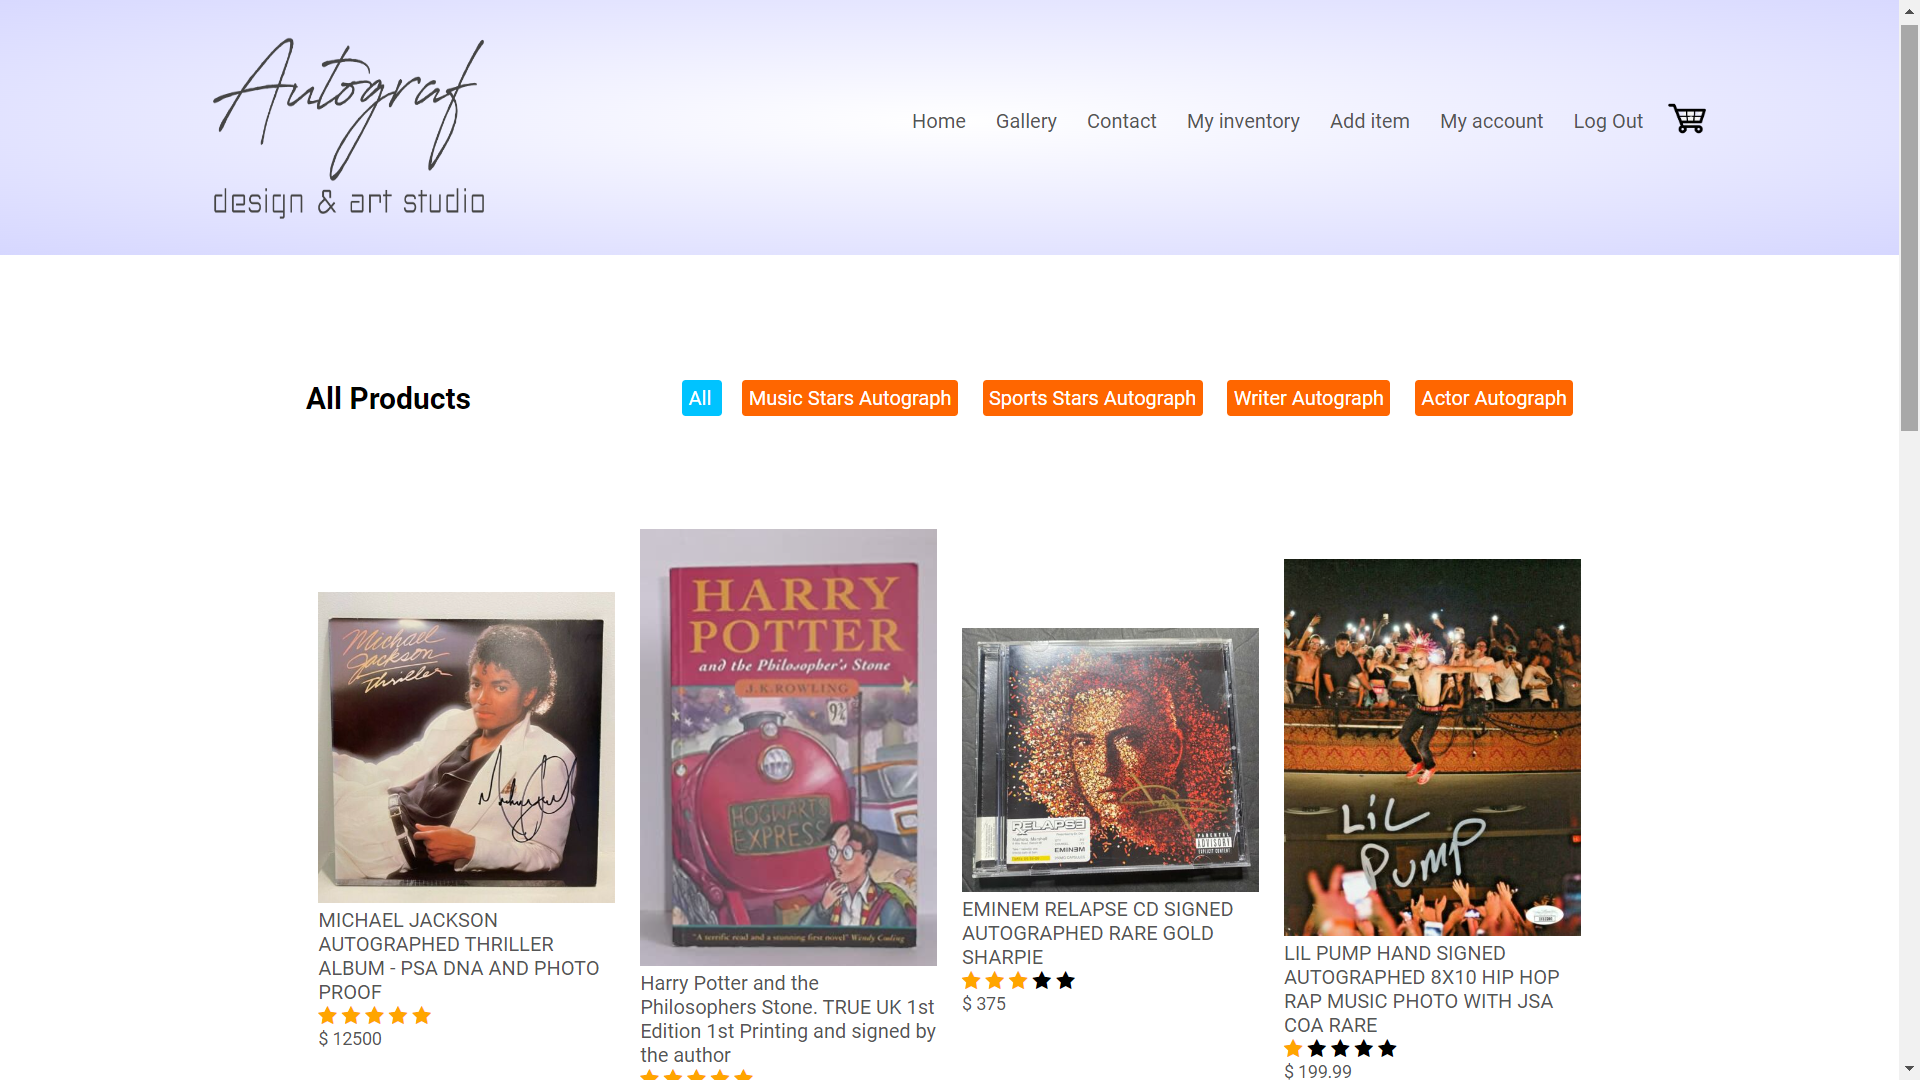 Autograf
design & art studio
Home Gallery Contact My inventory Add item My account Log Out
All Products
All Music Stars Autograph Sports Stars Autograph Writer Autograph Actor Autograph
Michael
Jackson
Thriller
MICHAEL JACKSON
AUTOGRAPHED THRILLER
ALBUM - PSA DNA AND PHOTO
PROOF
$ 12500
HARRY
POTTER
and the Philosopher's Stone
J.K.ROWLING
9¾
HOGWARTS
EXPRESS
"A terrific read and a stunning first novel" Wendy Cooling
Harry Potter and the
Philosophers Stone. TRUE UK 1st
Edition 1st Printing and signed by
the author
RELAPSE
EMINEM
PARENTAL
ADVISORY
EXPLICIT CONTENT
EMINEM RELAPSE CD SIGNED
AUTOGRAPHED RARE GOLD
SHARPIE
$ 375
LiL
PUMP
LIL PUMP HAND SIGNED
AUTOGRAPHED 8X10 HIP HOP
RAP MUSIC PHOTO WITH JSA
COA RARE
$ 199.99